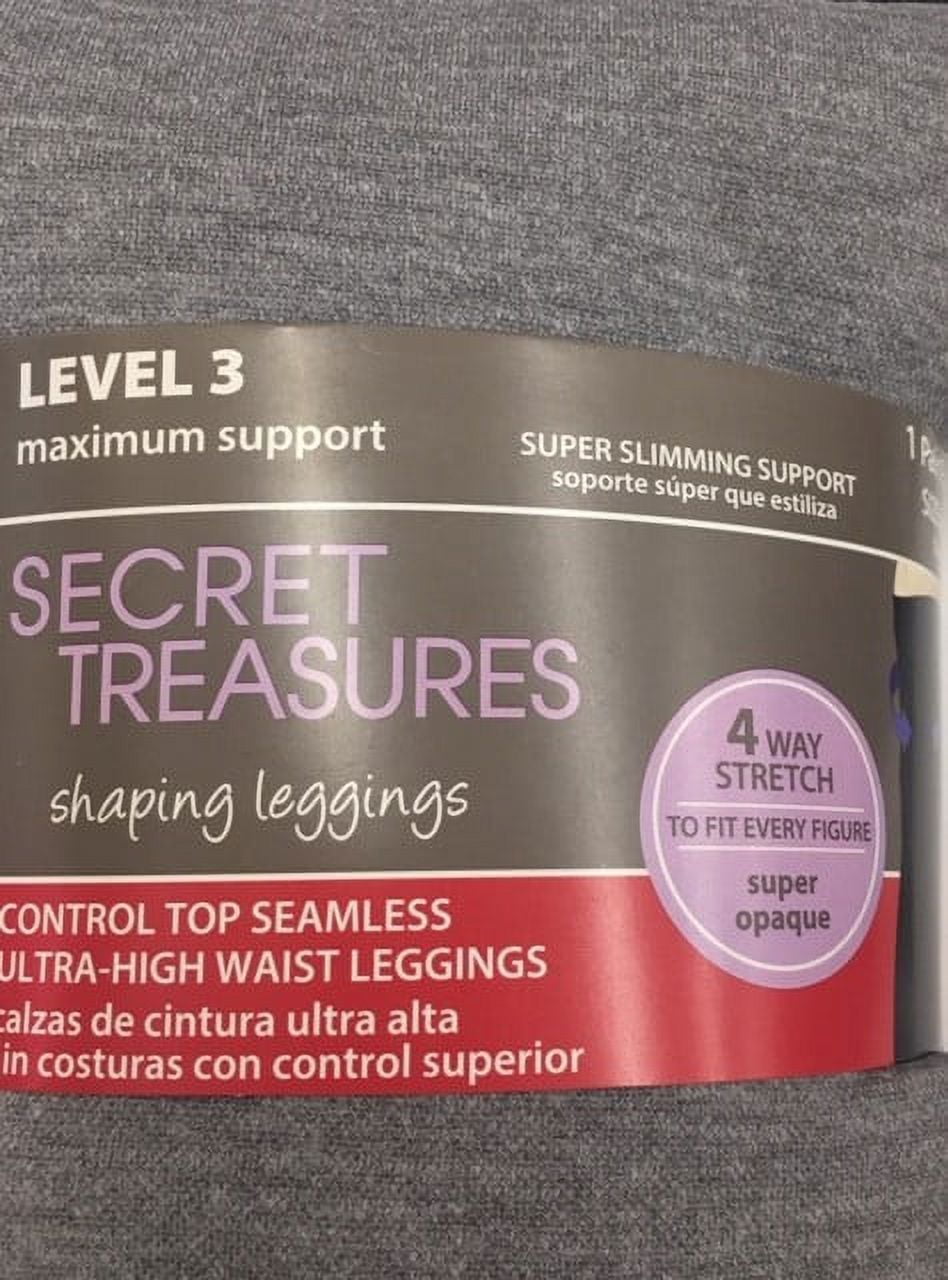 LEVEL 3
maximum support
SUPER SLIMMING SUPPORT
soporte súper que estiliza
1
SECRET
TREASURES
shaping leggings
4 WAY
STRETCH
TO FIT EVERY FIGURE
super
opaque
CONTROL TOP SEAMLESS
ULTRA-HIGH WAIST LEGGINGS
calzas de cintura ultra alta
in costuras con control superior